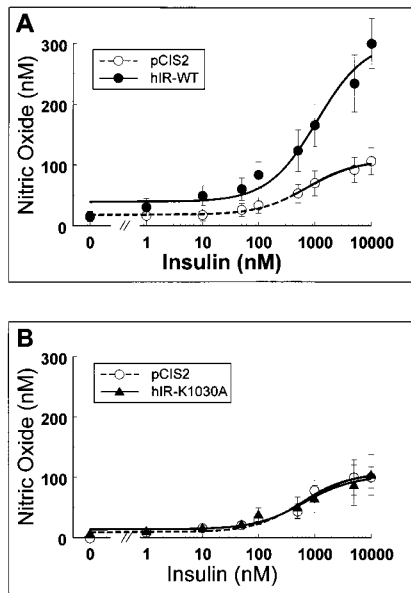 A
pCIS2
hIR-WT
300
200
100
0
Nitric Oxide (nM)
0 // 1 10 100 1000 10000
Insulin (nM)
B
pCIS2
hIR-K1030A
300
200
100
0
Nitric Oxide (nM)
0 // 1 10 100 1000 10000
Insulin (nM)